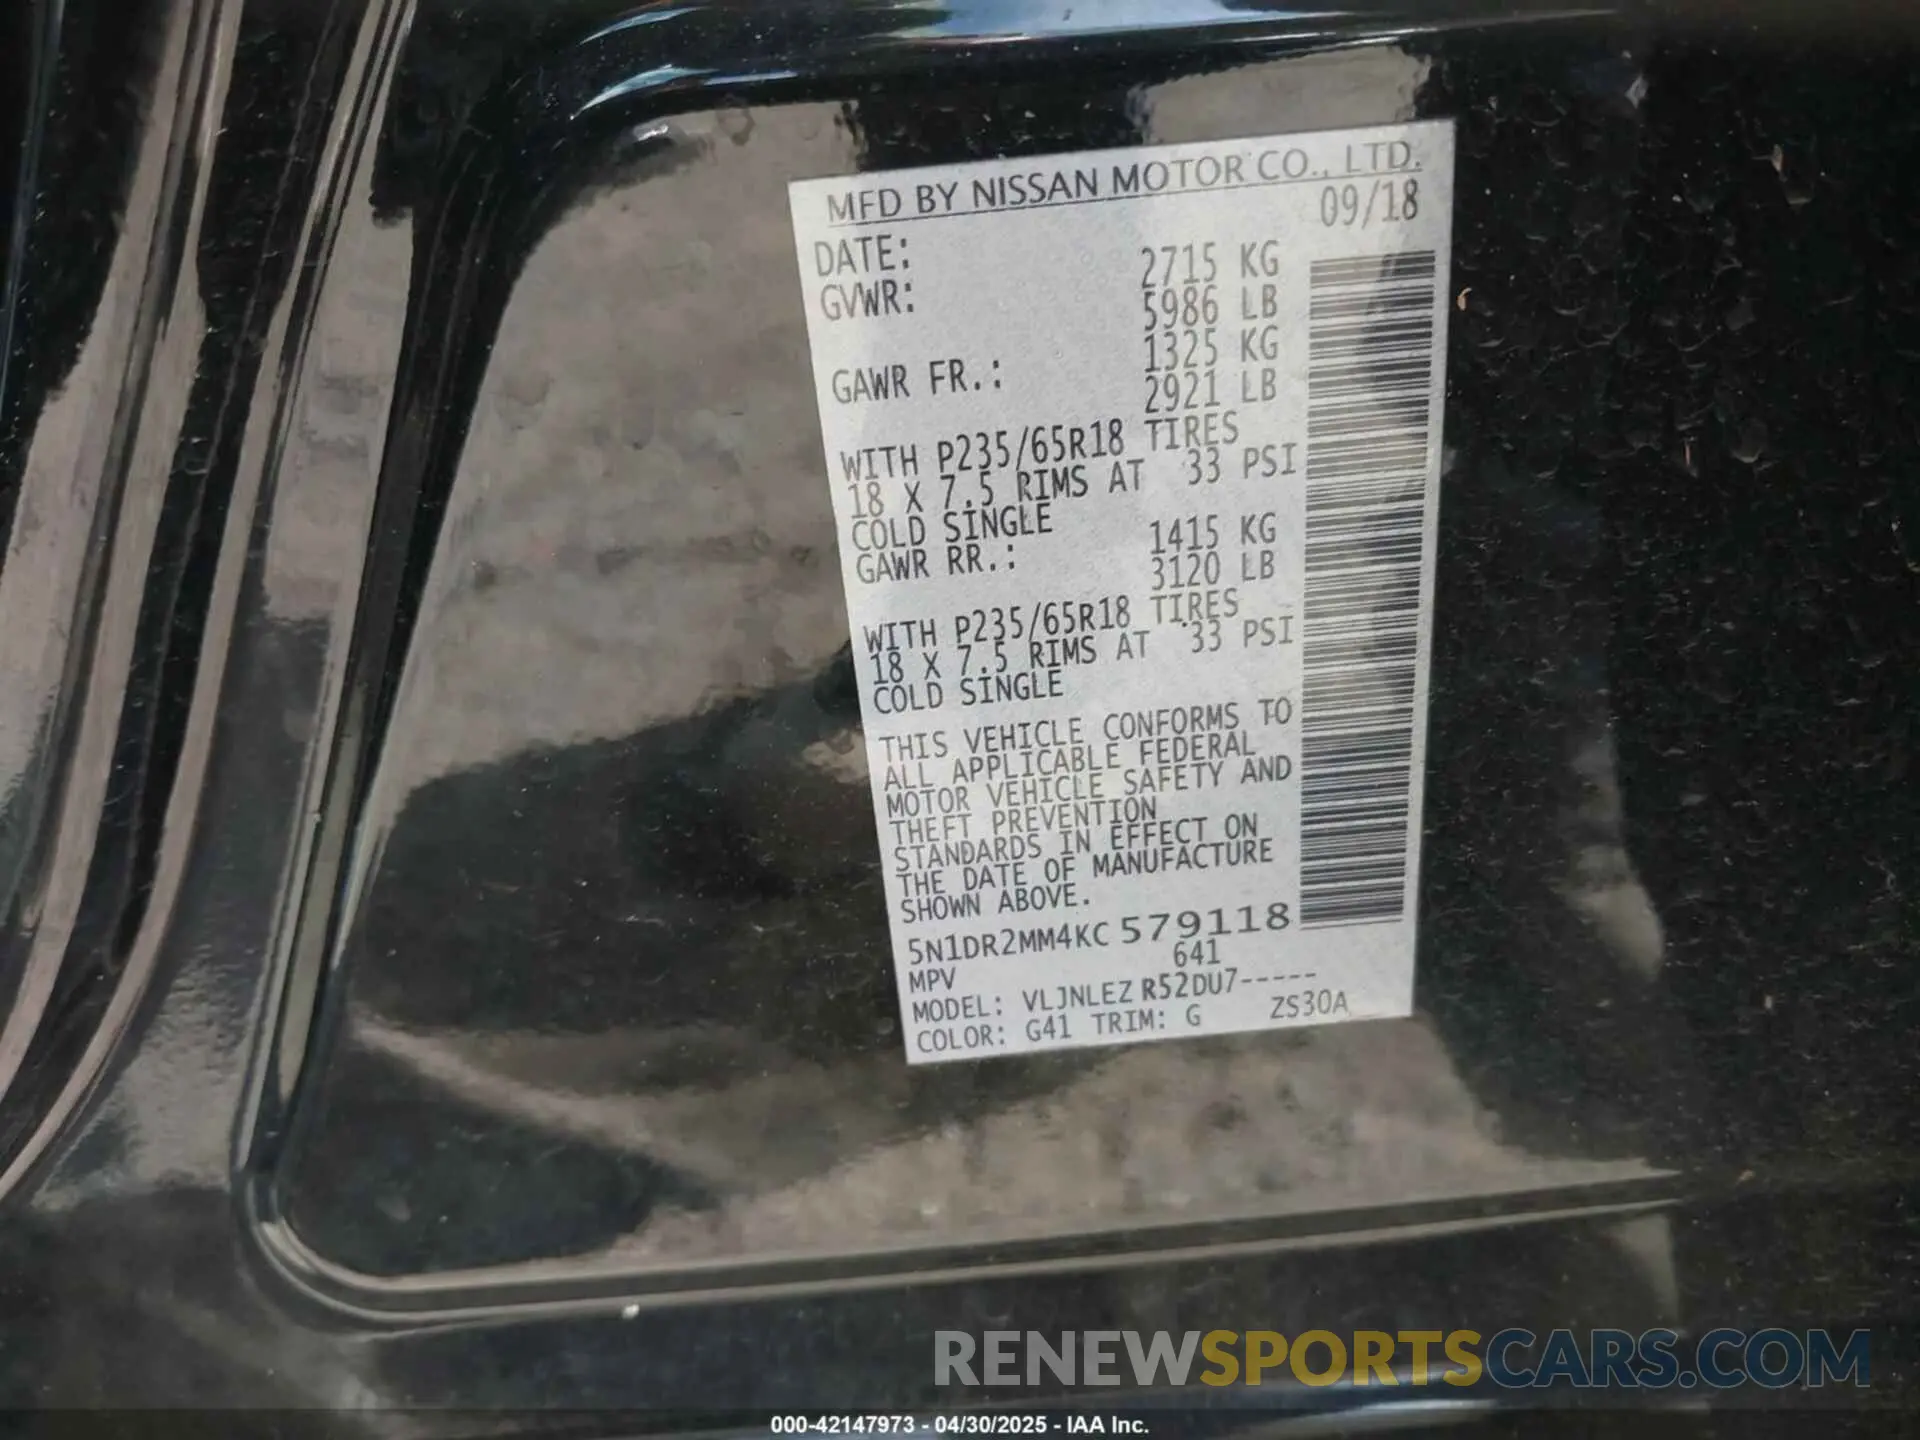 MFD BY NISSAN MOTOR CO., LTD.
DATE: 09/18
GVWR: 2715 KG
5986 LB
GAWR FR.: 1325 KG
2921 LB
WITH P235/65R18 TIRES
18 X 7.5 RIMS AT 33 PSI
COLD SINGLE
GAWR RR.: 1415 KG
3120 LB
WITH P235/65R18 TIRES
18 X 7.5 RIMS AT 33 PSI
COLD SINGLE
THIS VEHICLE CONFORMS TO
ALL APPLICABLE FEDERAL
MOTOR VEHICLE SAFETY AND
THEFT PREVENTION
STANDARDS IN EFFECT ON
THE DATE OF MANUFACTURE
SHOWN ABOVE.
5N1DR2MM4KC 579118
MPV 641
MODEL: VLJNLEZ R52DU7-----
COLOR: G41 TRIM: G ZS30A
RENEWSPORTSCARS.COM
000-42147973 - 04/30/2025 - IAA Inc.